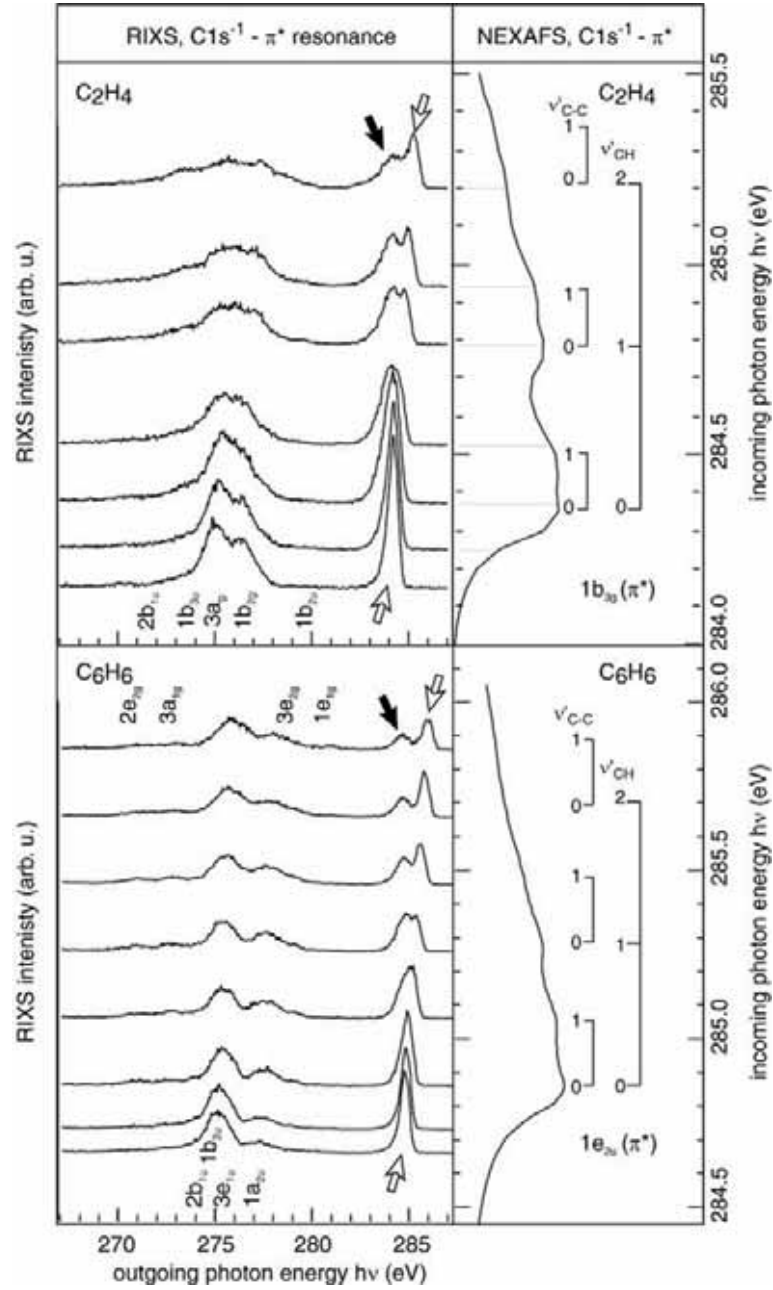 RIXS, C1s⁻¹ - π* resonance
NEXAFS, C1s⁻¹ - π*
C₂H₄
C₂H₄
ν'C-C
1
0
ν'CH
2
1
0
1
0
1
0
285.5
285.0
284.5
284.0
incoming photon energy hν (eV)
RIXS intenisty (arb. u.)
2b₁ᵤ
1b₃ᵤ
3a_g
1b₃g
1b₂ᵤ
1b₃g (π*)
C₆H₆
C₆H₆
2e₂g
3a₁g
3e₂g
1e₁g
ν'C-C
1
0
ν'CH
2
1
0
1
0
1
0
286.0
285.5
285.0
284.5
incoming photon energy hν (eV)
RIXS intenisty (arb. u.)
2b₁ᵤ 1b₂ᵤ
3e₁ᵤ
1a₂ᵤ
1e₂ᵤ (π*)
270 275 280 285
outgoing photon energy hν (eV)